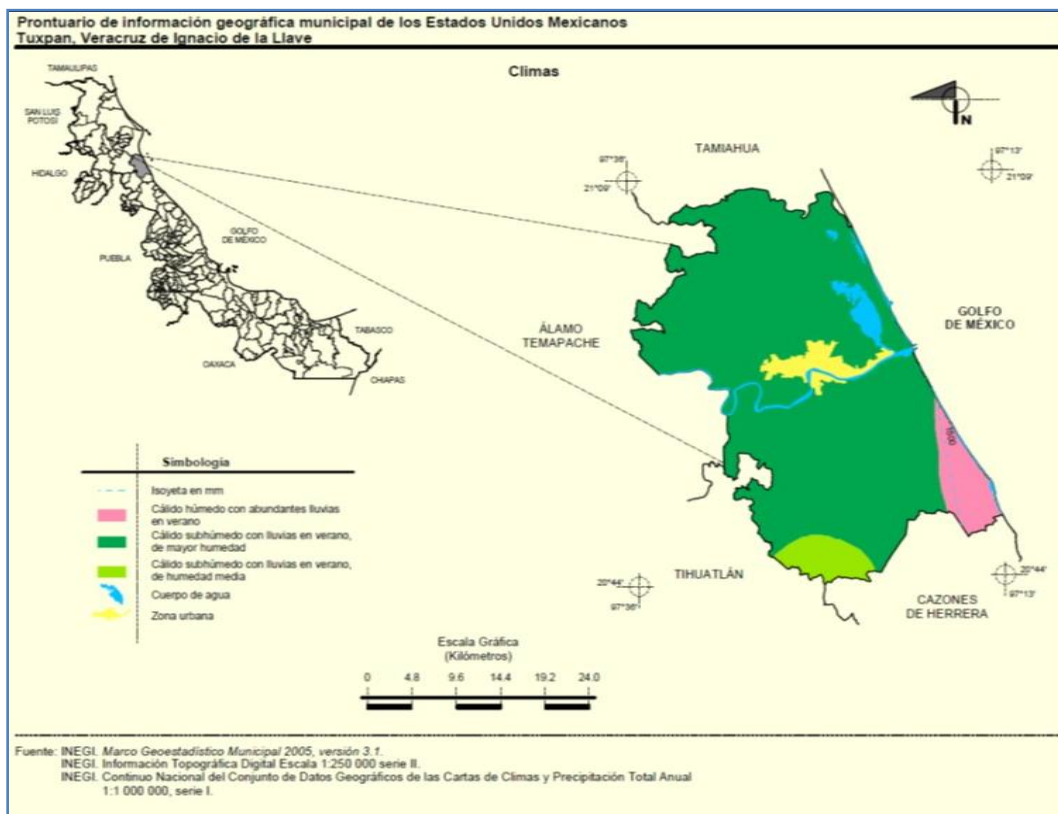 Prontuario de información geográfica municipal de los Estados Unidos Mexicanos
Tuxpan, Veracruz de Ignacio de la Llave
Climas
TAMAULIPAS
SAN LUIS
POTOSÍ
HIDALGO
PUEBLA
GOLFO
DE MÉXICO
OAXACA
TABASCO
CHIAPAS
N
TAMIAHUA
97°36'
21°09'
97°13'
21°09'
ÁLAMO
TEMAPACHE
GOLFO
DE MÉXICO
1500
TIHUATLÁN
20°44'
97°36'
CAZONES
DE HERRERA
20°44'
97°13'
Simbología
Isoyeta en mm
Cálido húmedo con abundantes lluvias
en verano
Cálido subhúmedo con lluvias en verano,
de mayor humedad
Cálido subhúmedo con lluvias en verano,
de humedad media
Cuerpo de agua
Zona urbana
Escala Gráfica
(Kilómetros)
0 4.8 9.6 14.4 19.2 24.0
Fuente: INEGI. Marco Geoestadístico Municipal 2005, versión 3.1.
INEGI. Información Topográfica Digital Escala 1:250 000 serie II.
INEGI. Continuo Nacional del Conjunto de Datos Geográficos de las Cartas de Climas y Precipitación Total Anual
1:1 000 000, serie I.